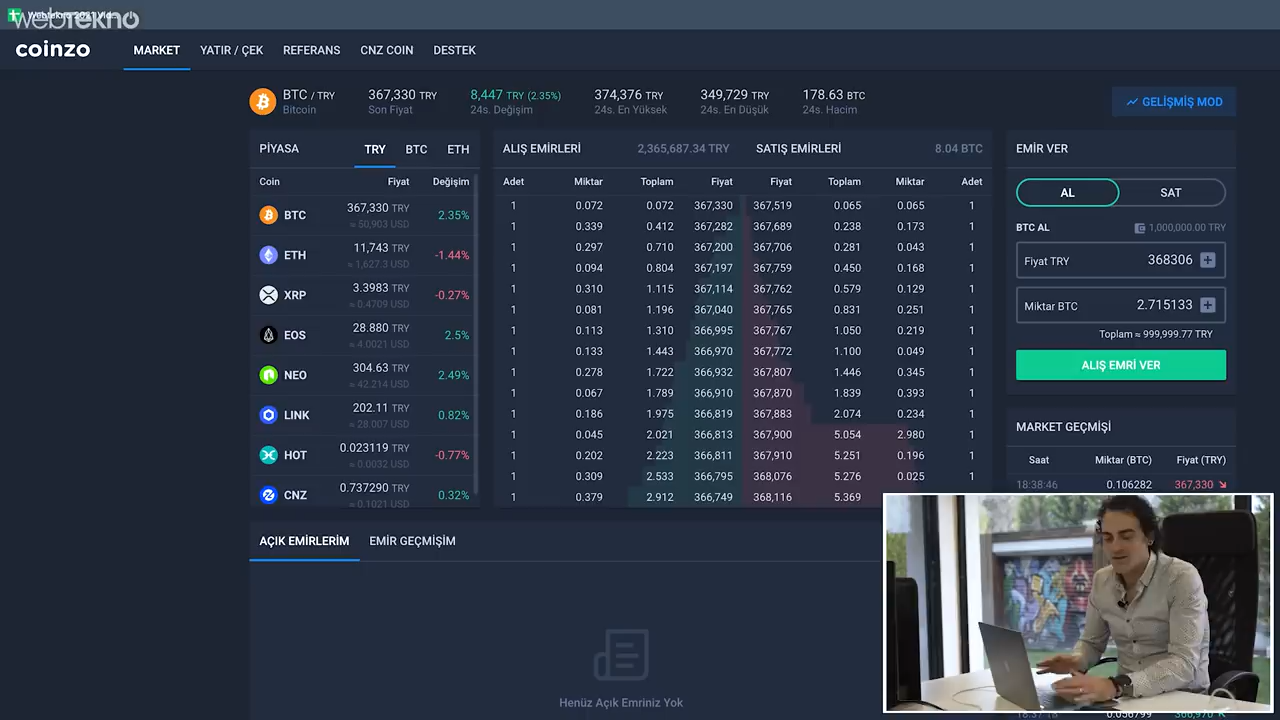 webtekno
coinzo MARKET YATIR / ÇEK REFERANS CNZ COIN DESTEK
BTC / TRY 367,330 TRY 8,447 TRY (2.35%) 374,376 TRY 349,729 TRY 178.63 BTC
Bitcoin Son Fiyat 24s. Değişim 24s. En Yüksek 24s. En Düşük 24s. Hacim
GELİŞMİŞ MOD
PİYASA TRY BTC ETH
Coin Fiyat Değişim
BTC 367,330 TRY 2.35%
≈ 50,903 USD
ETH 11,743 TRY -1.44%
≈ 1,627.3 USD
XRP 3.3983 TRY -0.27%
≈ 0.4709 USD
EOS 28.880 TRY 2.5%
≈ 4.0021 USD
NEO 304.63 TRY 2.49%
≈ 42.214 USD
LINK 202.11 TRY 0.82%
≈ 28.007 USD
HOT 0.023119 TRY -0.77%
≈ 0.0032 USD
CNZ 0.737290 TRY 0.32%
≈ 0.1021 USD
ALIŞ EMİRLERİ 2,365,687.34 TRY SATIŞ EMİRLERİ 8.04 BTC
Adet Miktar Toplam Fiyat Fiyat Toplam Miktar Adet
1 0.072 0.072 367,330 367,519 0.065 0.065 1
1 0.339 0.412 367,282 367,689 0.238 0.173 1
1 0.297 0.710 367,200 367,706 0.281 0.043 1
1 0.094 0.804 367,197 367,759 0.450 0.168 1
1 0.310 1.115 367,114 367,762 0.579 0.129 1
1 0.081 1.196 367,040 367,765 0.831 0.251 1
1 0.113 1.310 366,995 367,767 1.050 0.219 1
1 0.133 1.443 366,970 367,772 1.100 0.049 1
1 0.278 1.722 366,932 367,807 1.446 0.345 1
1 0.067 1.789 366,910 367,870 1.839 0.393 1
1 0.186 1.975 366,819 367,883 2.074 0.234 1
1 0.045 2.021 366,813 367,900 5.054 2.980 1
1 0.202 2.223 366,811 367,910 5.251 0.196 1
1 0.309 2.533 366,795 368,076 5.276 0.025 1
1 0.379 2.912 366,749 368,116 5.369
EMİR VER
AL SAT
BTC AL 1,000,000.00 TRY
Fiyat TRY 368306
Miktar BTC 2.715133
Toplam ≈ 999,999.77 TRY
ALIŞ EMRİ VER
MARKET GEÇMİŞİ
Saat Miktar (BTC) Fiyat (TRY)
18:38:46 0.106282 367,330
AÇIK EMİRLERİM EMİR GEÇMİŞİM
Henüz Açık Emriniz Yok